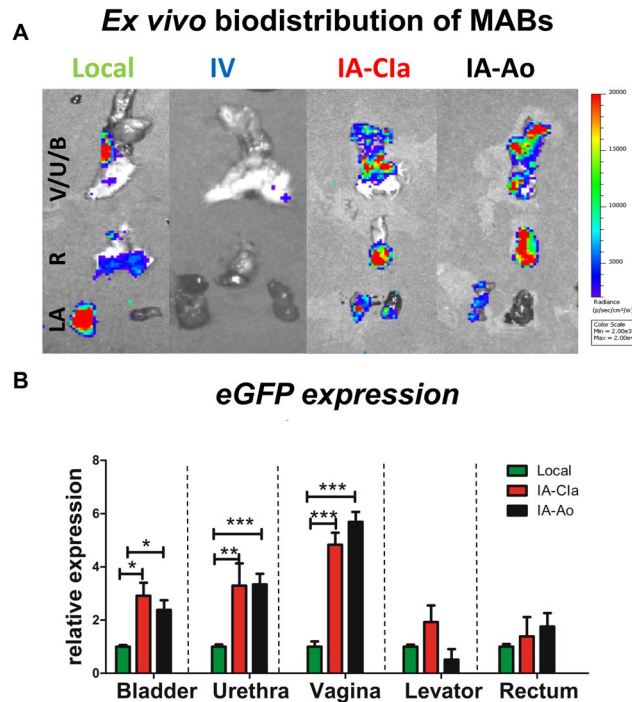 Ex vivo biodistribution of MABs
A
Local IV IA-CIa IA-Ao
V/U/B
R
LA
20000
15000
10000
5000
Radiance
(p/sec/cm²/sr)
Color Scale
Min = 2.00e3
Max = 2.00e
B
eGFP expression
relative expression
8
6
4
2
0
Local
IA-CIa
IA-Ao
* * ** *** *** ***
Bladder Urethra Vagina Levator Rectum